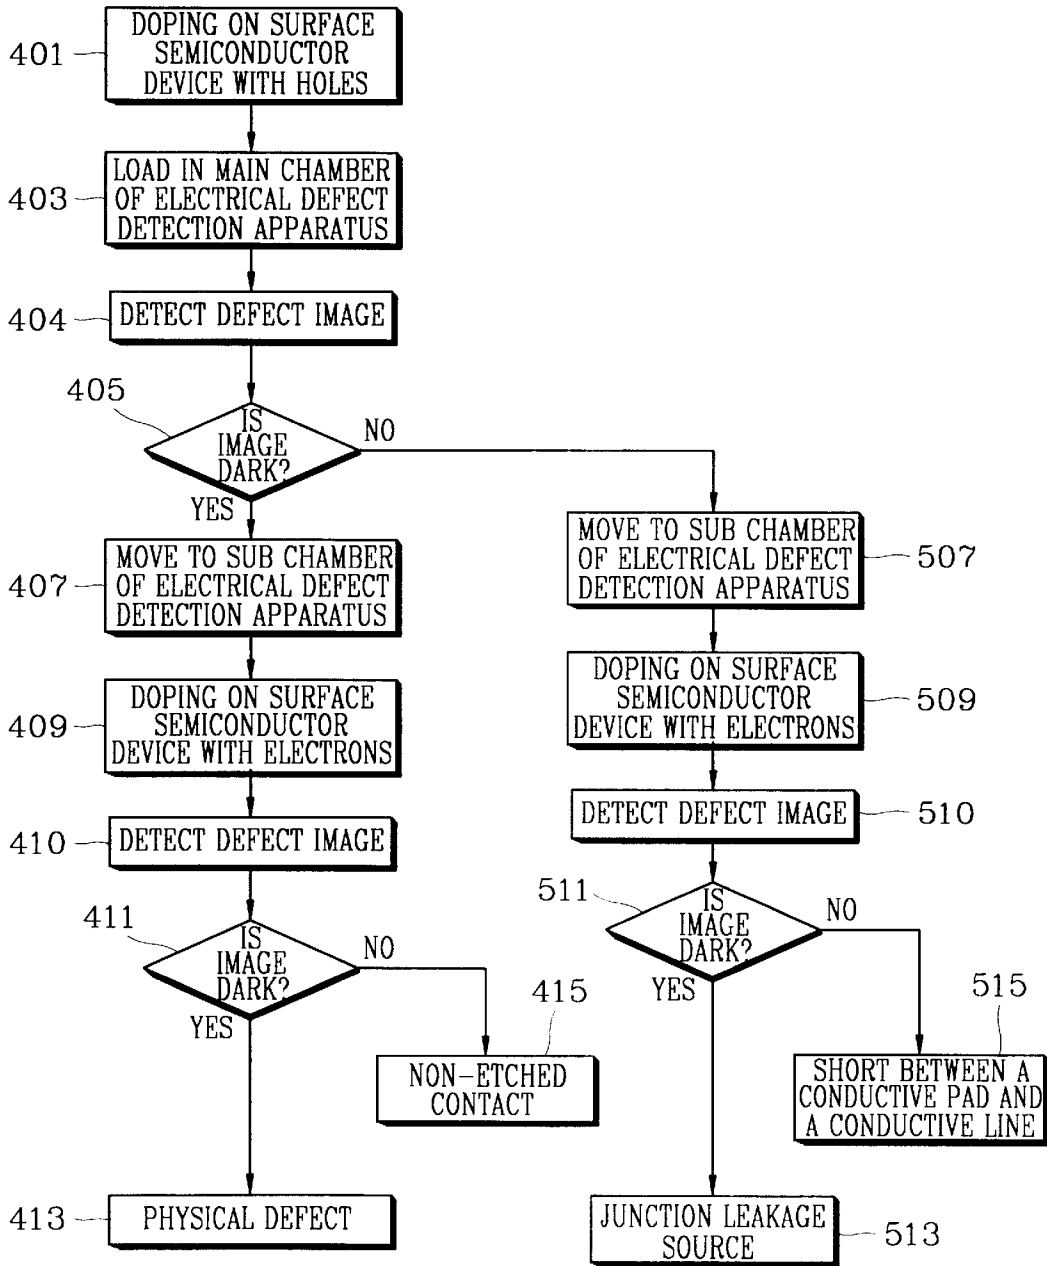 DOPING ON SURFACE
SEMICONDUCTOR
DEVICE WITH HOLES
401
LOAD IN MAIN CHAMBER
OF ELECTRICAL DEFECT
DETECTION APPARATUS
403
DETECT DEFECT IMAGE
404
405
IS
IMAGE
DARK?
NO
YES
MOVE TO SUB CHAMBER
OF ELECTRICAL DEFECT
DETECTION APPARATUS
407
DOPING ON SURFACE
SEMICONDUCTOR
DEVICE WITH ELECTRONS
409
DETECT DEFECT IMAGE
410
411
IS
IMAGE
DARK?
NO
YES
415
NON-ETCHED
CONTACT
413
PHYSICAL DEFECT
MOVE TO SUB CHAMBER
OF ELECTRICAL DEFECT
DETECTION APPARATUS
507
DOPING ON SURFACE
SEMICONDUCTOR
DEVICE WITH ELECTRONS
509
DETECT DEFECT IMAGE
510
511
IS
IMAGE
DARK?
NO
YES
515
SHORT BETWEEN A
CONDUCTIVE PAD AND
A CONDUCTIVE LINE
JUNCTION LEAKAGE
SOURCE
513